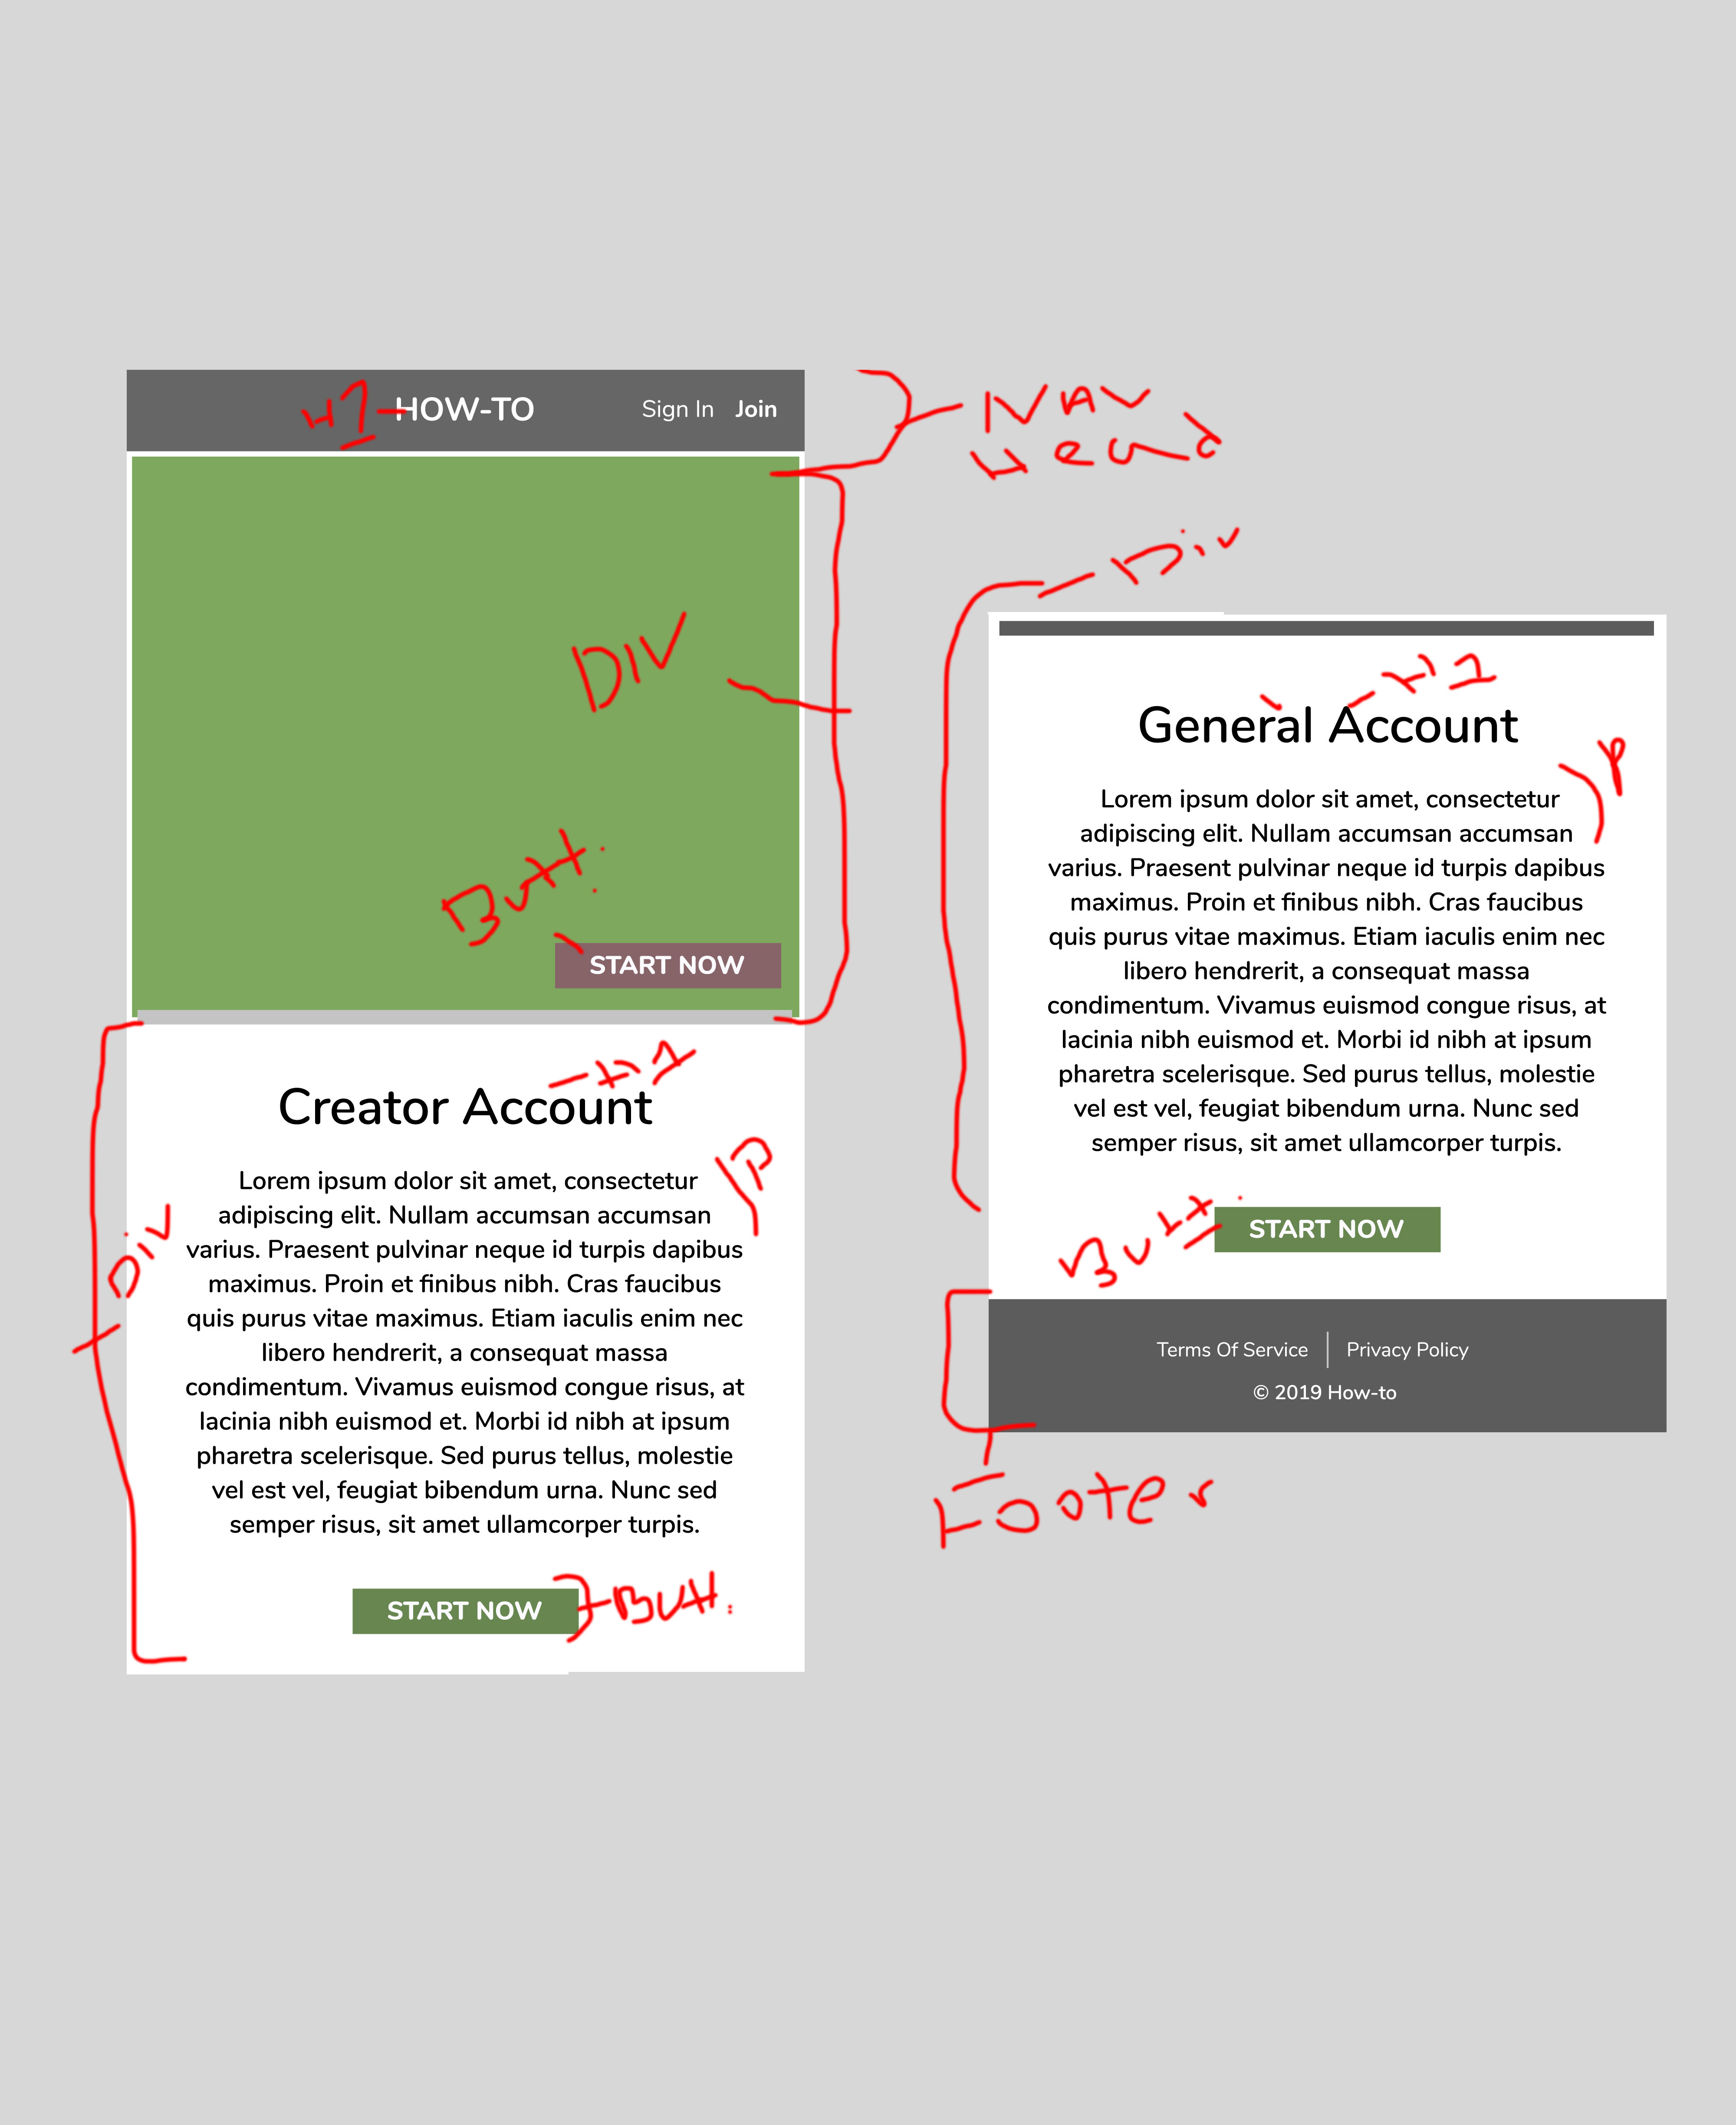 H1
HOW-TO
Sign In Join
Nav
Head
DIV
Butt.
START NOW
H1
Creator Account
P
Lorem ipsum dolor sit amet, consectetur
adipiscing elit. Nullam accumsan accumsan
varius. Praesent pulvinar neque id turpis dapibus
maximus. Proin et finibus nibh. Cras faucibus
quis purus vitae maximus. Etiam iaculis enim nec
libero hendrerit, a consequat massa
condimentum. Vivamus euismod congue risus, at
lacinia nibh euismod et. Morbi id nibh at ipsum
pharetra scelerisque. Sed purus tellus, molestie
vel est vel, feugiat bibendum urna. Nunc sed
semper risus, sit amet ullamcorper turpis.
Div
START NOW
Butt.
Div
H2
General Account
P
Lorem ipsum dolor sit amet, consectetur
adipiscing elit. Nullam accumsan accumsan
varius. Praesent pulvinar neque id turpis dapibus
maximus. Proin et finibus nibh. Cras faucibus
quis purus vitae maximus. Etiam iaculis enim nec
libero hendrerit, a consequat massa
condimentum. Vivamus euismod congue risus, at
lacinia nibh euismod et. Morbi id nibh at ipsum
pharetra scelerisque. Sed purus tellus, molestie
vel est vel, feugiat bibendum urna. Nunc sed
semper risus, sit amet ullamcorper turpis.
Butt.
START NOW
Terms Of Service Privacy Policy
© 2019 How-to
Footer